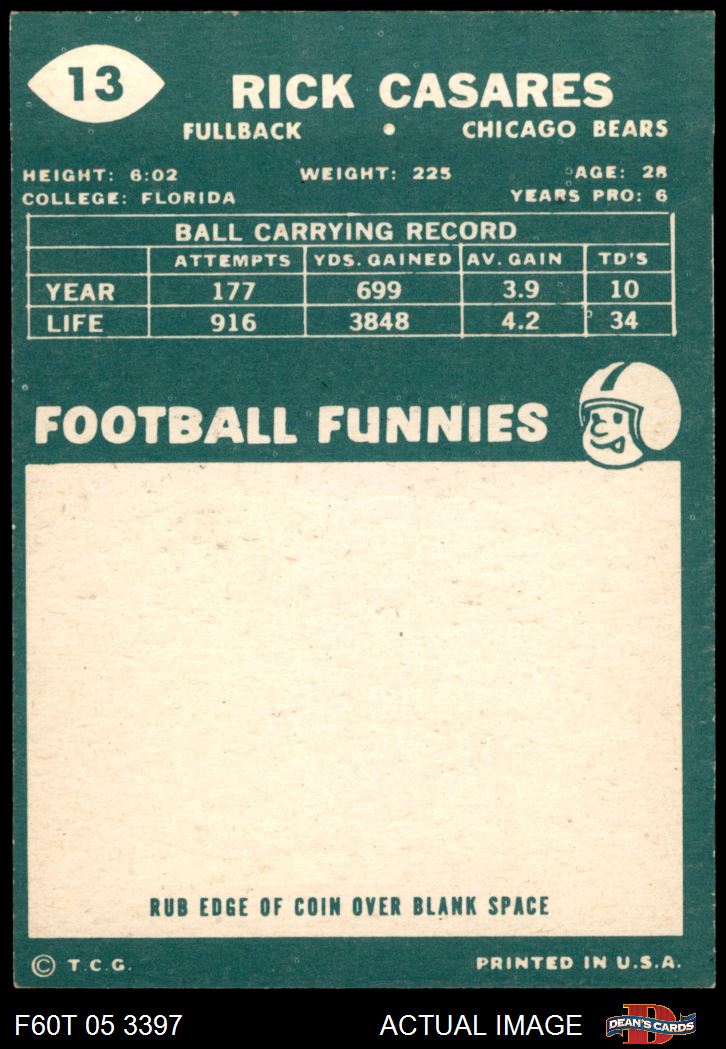 13
RICK CASARES
FULLBACK • CHICAGO BEARS
HEIGHT: 6:02 WEIGHT: 225 AGE: 28
COLLEGE: FLORIDA YEARS PRO: 6
BALL CARRYING RECORD
ATTEMPTS YDS. GAINED AV. GAIN TD'S
YEAR 177 699 3.9 10
LIFE 916 3848 4.2 34
FOOTBALL FUNNIES
RUB EDGE OF COIN OVER BLANK SPACE
© T.C.G. PRINTED IN U.S.A.
F60T 05 3397 ACTUAL IMAGE D DEAN'S CARDS